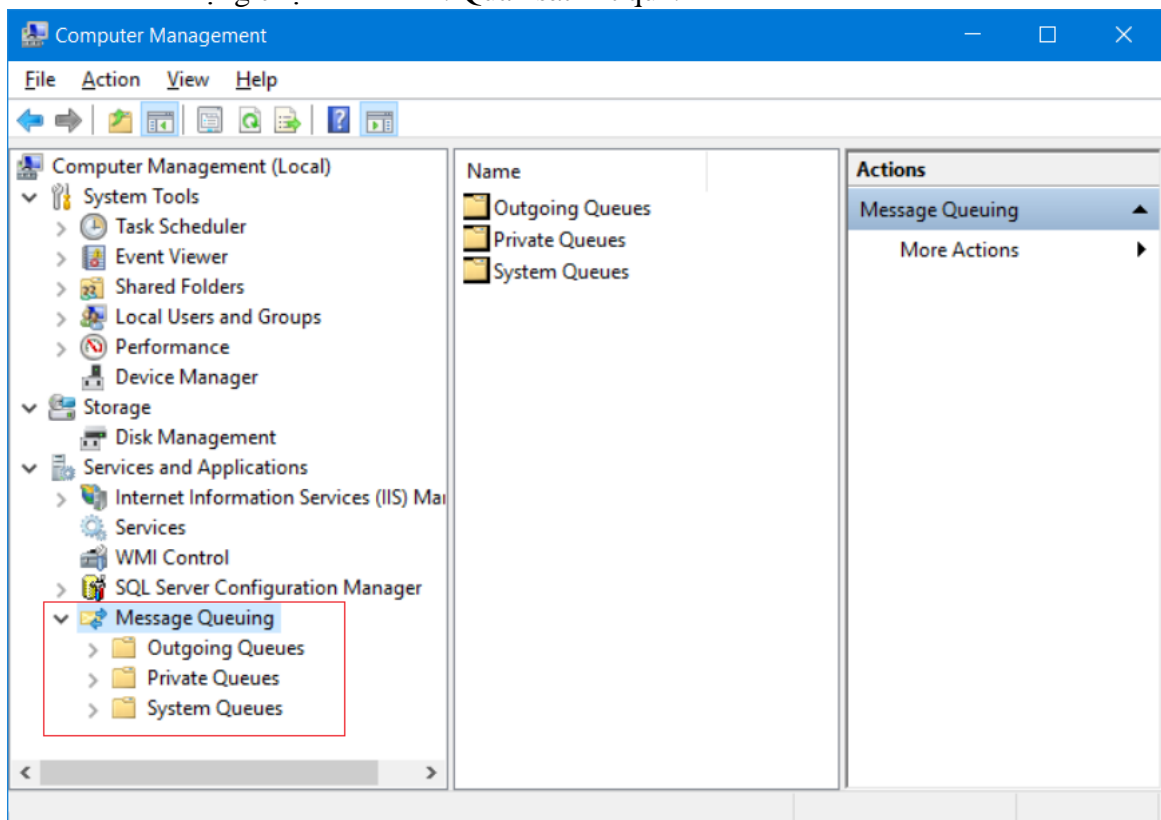 Computer Management
File Action View Help
Computer Management (Local)
System Tools
Task Scheduler
Event Viewer
Shared Folders
Local Users and Groups
Performance
Device Manager
Storage
Disk Management
Services and Applications
Internet Information Services (IIS) Mar
Services
WMI Control
SQL Server Configuration Manager
Message Queuing
Outgoing Queues
Private Queues
System Queues
Name
Outgoing Queues
Private Queues
System Queues
Actions
Message Queuing
More Actions